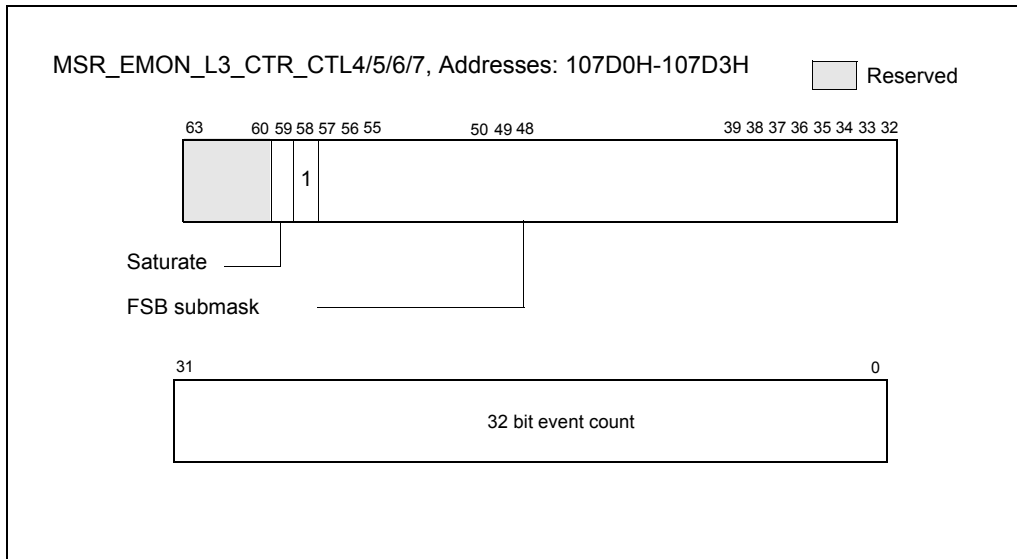 MSR_EMON_L3_CTR_CTL4/5/6/7, Addresses: 107D0H-107D3H
Reserved
63 60 59 58 57 56 55 50 49 48 39 38 37 36 35 34 33 32
1
Saturate
FSB submask
31 0
32 bit event count